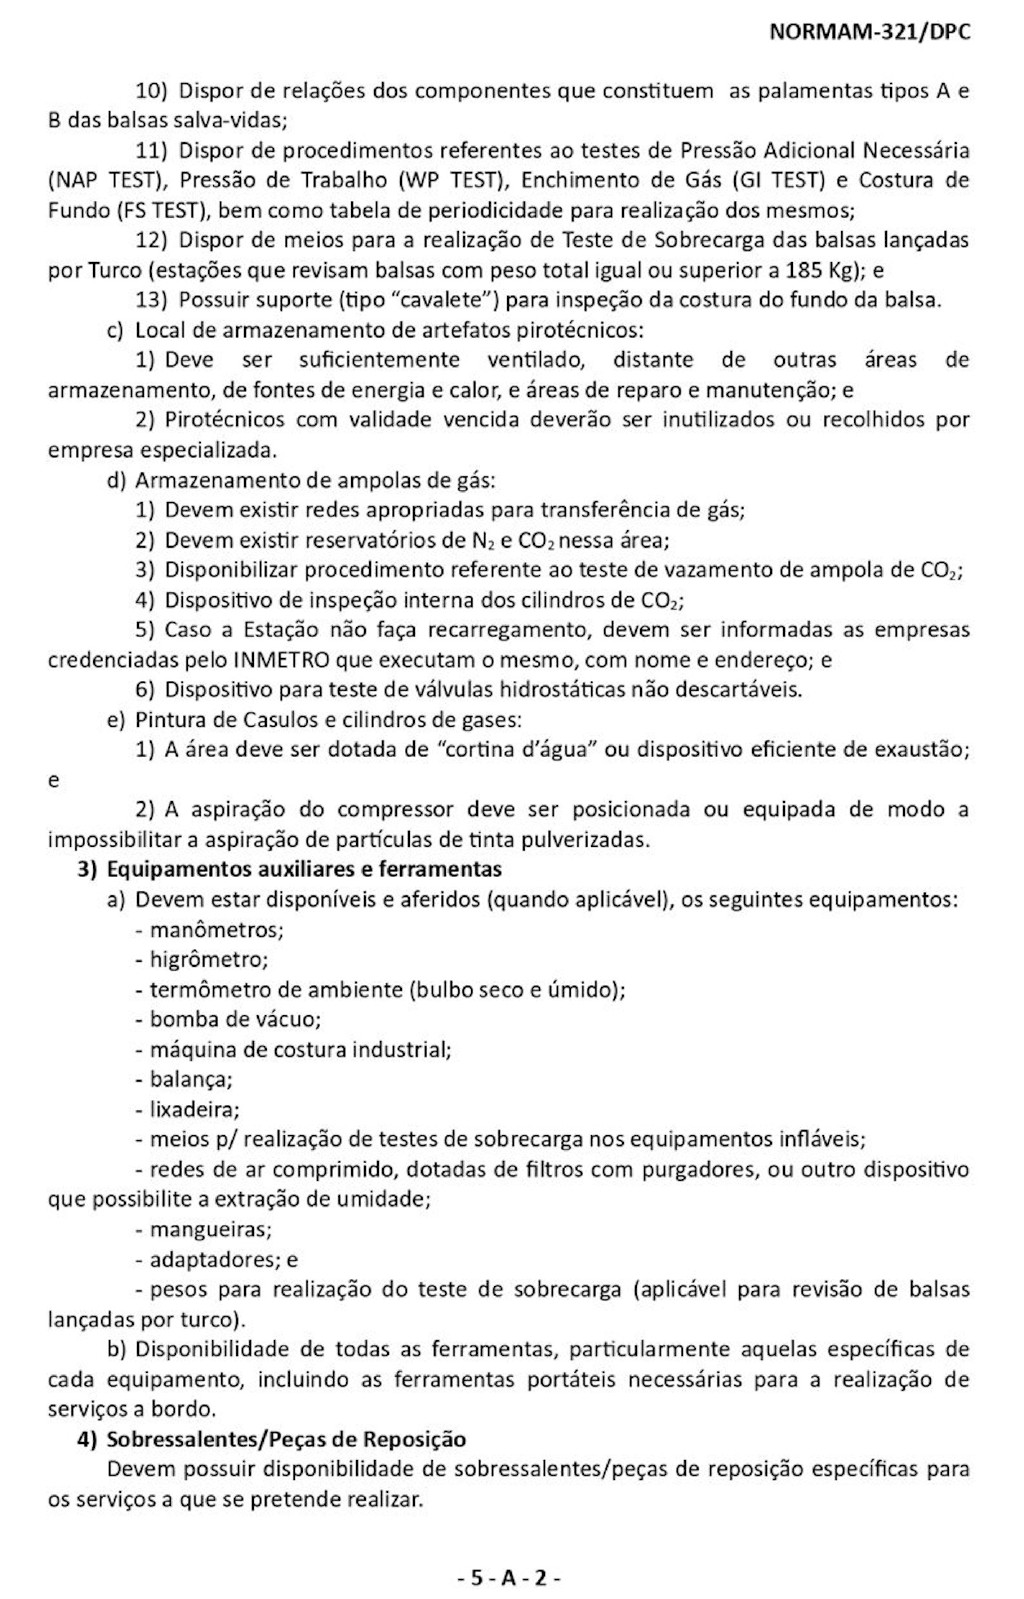 NORMAM-321/DPC
10) Dispor de relações dos componentes que constituem as palamentas tipos A e
B das balsas salva-vidas;
11) Dispor de procedimentos referentes ao testes de Pressão Adicional Necessária
(NAP TEST), Pressão de Trabalho (WP TEST), Enchimento de Gás (GI TEST) e Costura de
Fundo (FS TEST), bem como tabela de periodicidade para realização dos mesmos;
12) Dispor de meios para a realização de Teste de Sobrecarga das balsas lançadas
por Turco (estações que revisam balsas com peso total igual ou superior a 185 Kg); e
13) Possuir suporte (tipo “cavalete”) para inspeção da costura do fundo da balsa.
c) Local de armazenamento de artefatos pirotécnicos:
1) Deve ser suficientemente ventilado, distante de outras áreas de
armazenamento, de fontes de energia e calor, e áreas de reparo e manutenção; e
2) Pirotécnicos com validade vencida deverão ser inutilizados ou recolhidos por
empresa especializada.
d) Armazenamento de ampolas de gás:
1) Devem existir redes apropriadas para transferência de gás;
2) Devem existir reservatórios de N₂ e CO₂ nessa área;
3) Disponibilizar procedimento referente ao teste de vazamento de ampola de CO₂;
4) Dispositivo de inspeção interna dos cilindros de CO₂;
5) Caso a Estação não faça recarregamento, devem ser informadas as empresas
credenciadas pelo INMETRO que executam o mesmo, com nome e endereço; e
6) Dispositivo para teste de válvulas hidrostáticas não descartáveis.
e) Pintura de Casulos e cilindros de gases:
1) A área deve ser dotada de “cortina d’água” ou dispositivo eficiente de exaustão;
e
2) A aspiração do compressor deve ser posicionada ou equipada de modo a
impossibilitar a aspiração de partículas de tinta pulverizadas.
3) Equipamentos auxiliares e ferramentas
a) Devem estar disponíveis e aferidos (quando aplicável), os seguintes equipamentos:
- manômetros;
- higrômetro;
- termômetro de ambiente (bulbo seco e úmido);
- bomba de vácuo;
- máquina de costura industrial;
- balança;
- lixadeira;
- meios p/ realização de testes de sobrecarga nos equipamentos infláveis;
- redes de ar comprimido, dotadas de filtros com purgadores, ou outro dispositivo
que possibilite a extração de umidade;
- mangueiras;
- adaptadores; e
- pesos para realização do teste de sobrecarga (aplicável para revisão de balsas
lançadas por turco).
b) Disponibilidade de todas as ferramentas, particularmente aquelas específicas de
cada equipamento, incluindo as ferramentas portáteis necessárias para a realização de
serviços a bordo.
4) Sobressalentes/Peças de Reposição
Devem possuir disponibilidade de sobressalentes/peças de reposição específicas para
os serviços a que se pretende realizar.
- 5 - A - 2 -